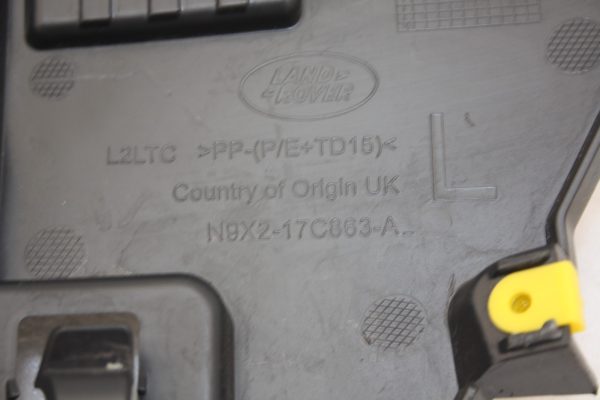 LAND
ROVER
L2LTC >PP-(P/E+TD15)<
L
Country of Origin UK
N9X2-17C863-A